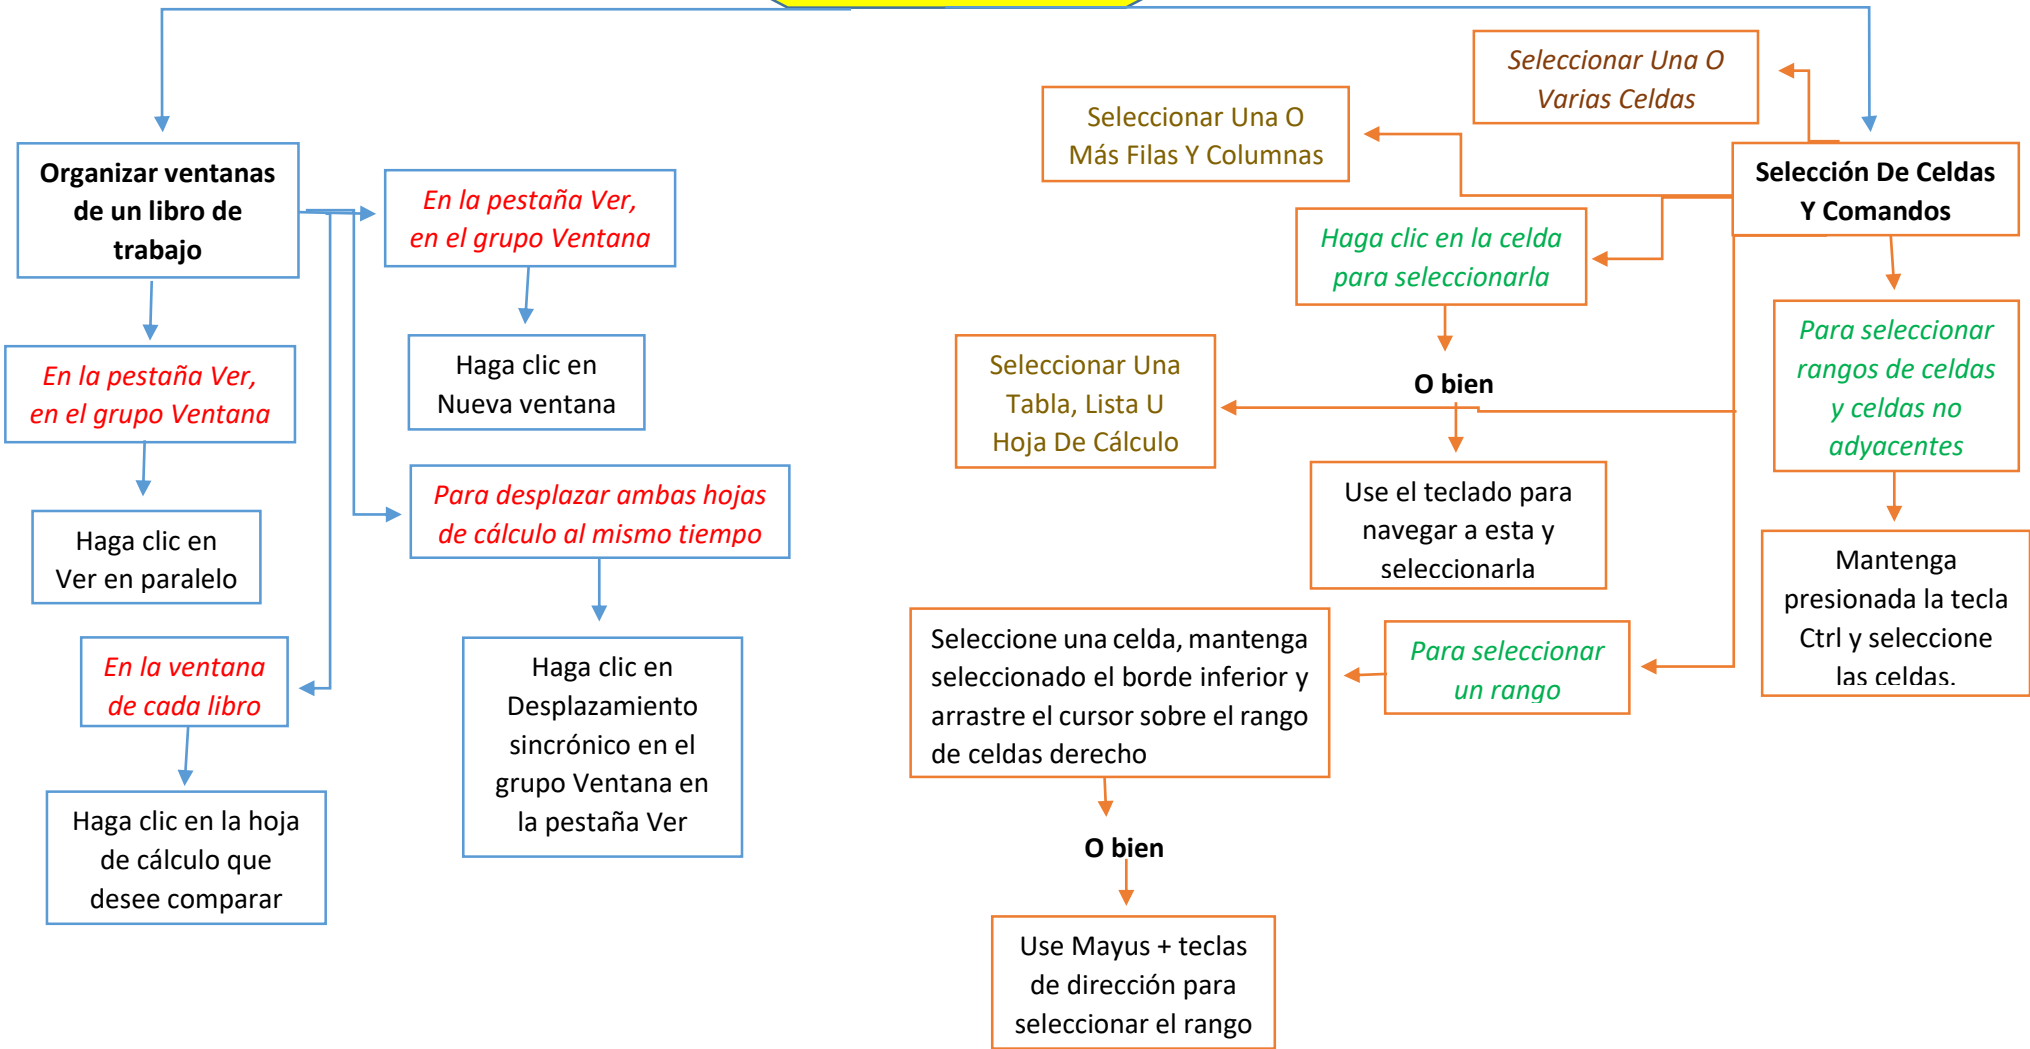 Organizar ventanas
de un libro de
trabajo
En la pestaña Ver,
en el grupo Ventana
Haga clic en
Nueva ventana
En la pestaña Ver,
en el grupo Ventana
Haga clic en
Ver en paralelo
Para desplazar ambas hojas
de cálculo al mismo tiempo
Haga clic en
Desplazamiento
sincrónico en el
grupo Ventana en
la pestaña Ver
En la ventana
de cada libro
Haga clic en la hoja
de cálculo que
desee comparar
Selección De Celdas
Y Comandos
Seleccionar Una O
Varias Celdas
Seleccionar Una O
Más Filas Y Columnas
Haga clic en la celda
para seleccionarla
O bien
Use el teclado para
navegar a esta y
seleccionarla
Seleccionar Una
Tabla, Lista U
Hoja De Cálculo
Para seleccionar
rangos de celdas
y celdas no
adyacentes
Mantenga
presionada la tecla
Ctrl y seleccione
las celdas.
Para seleccionar
un rango
Seleccione una celda, mantenga
seleccionado el borde inferior y
arrastre el cursor sobre el rango
de celdas derecho
O bien
Use Mayus + teclas
de dirección para
seleccionar el rango